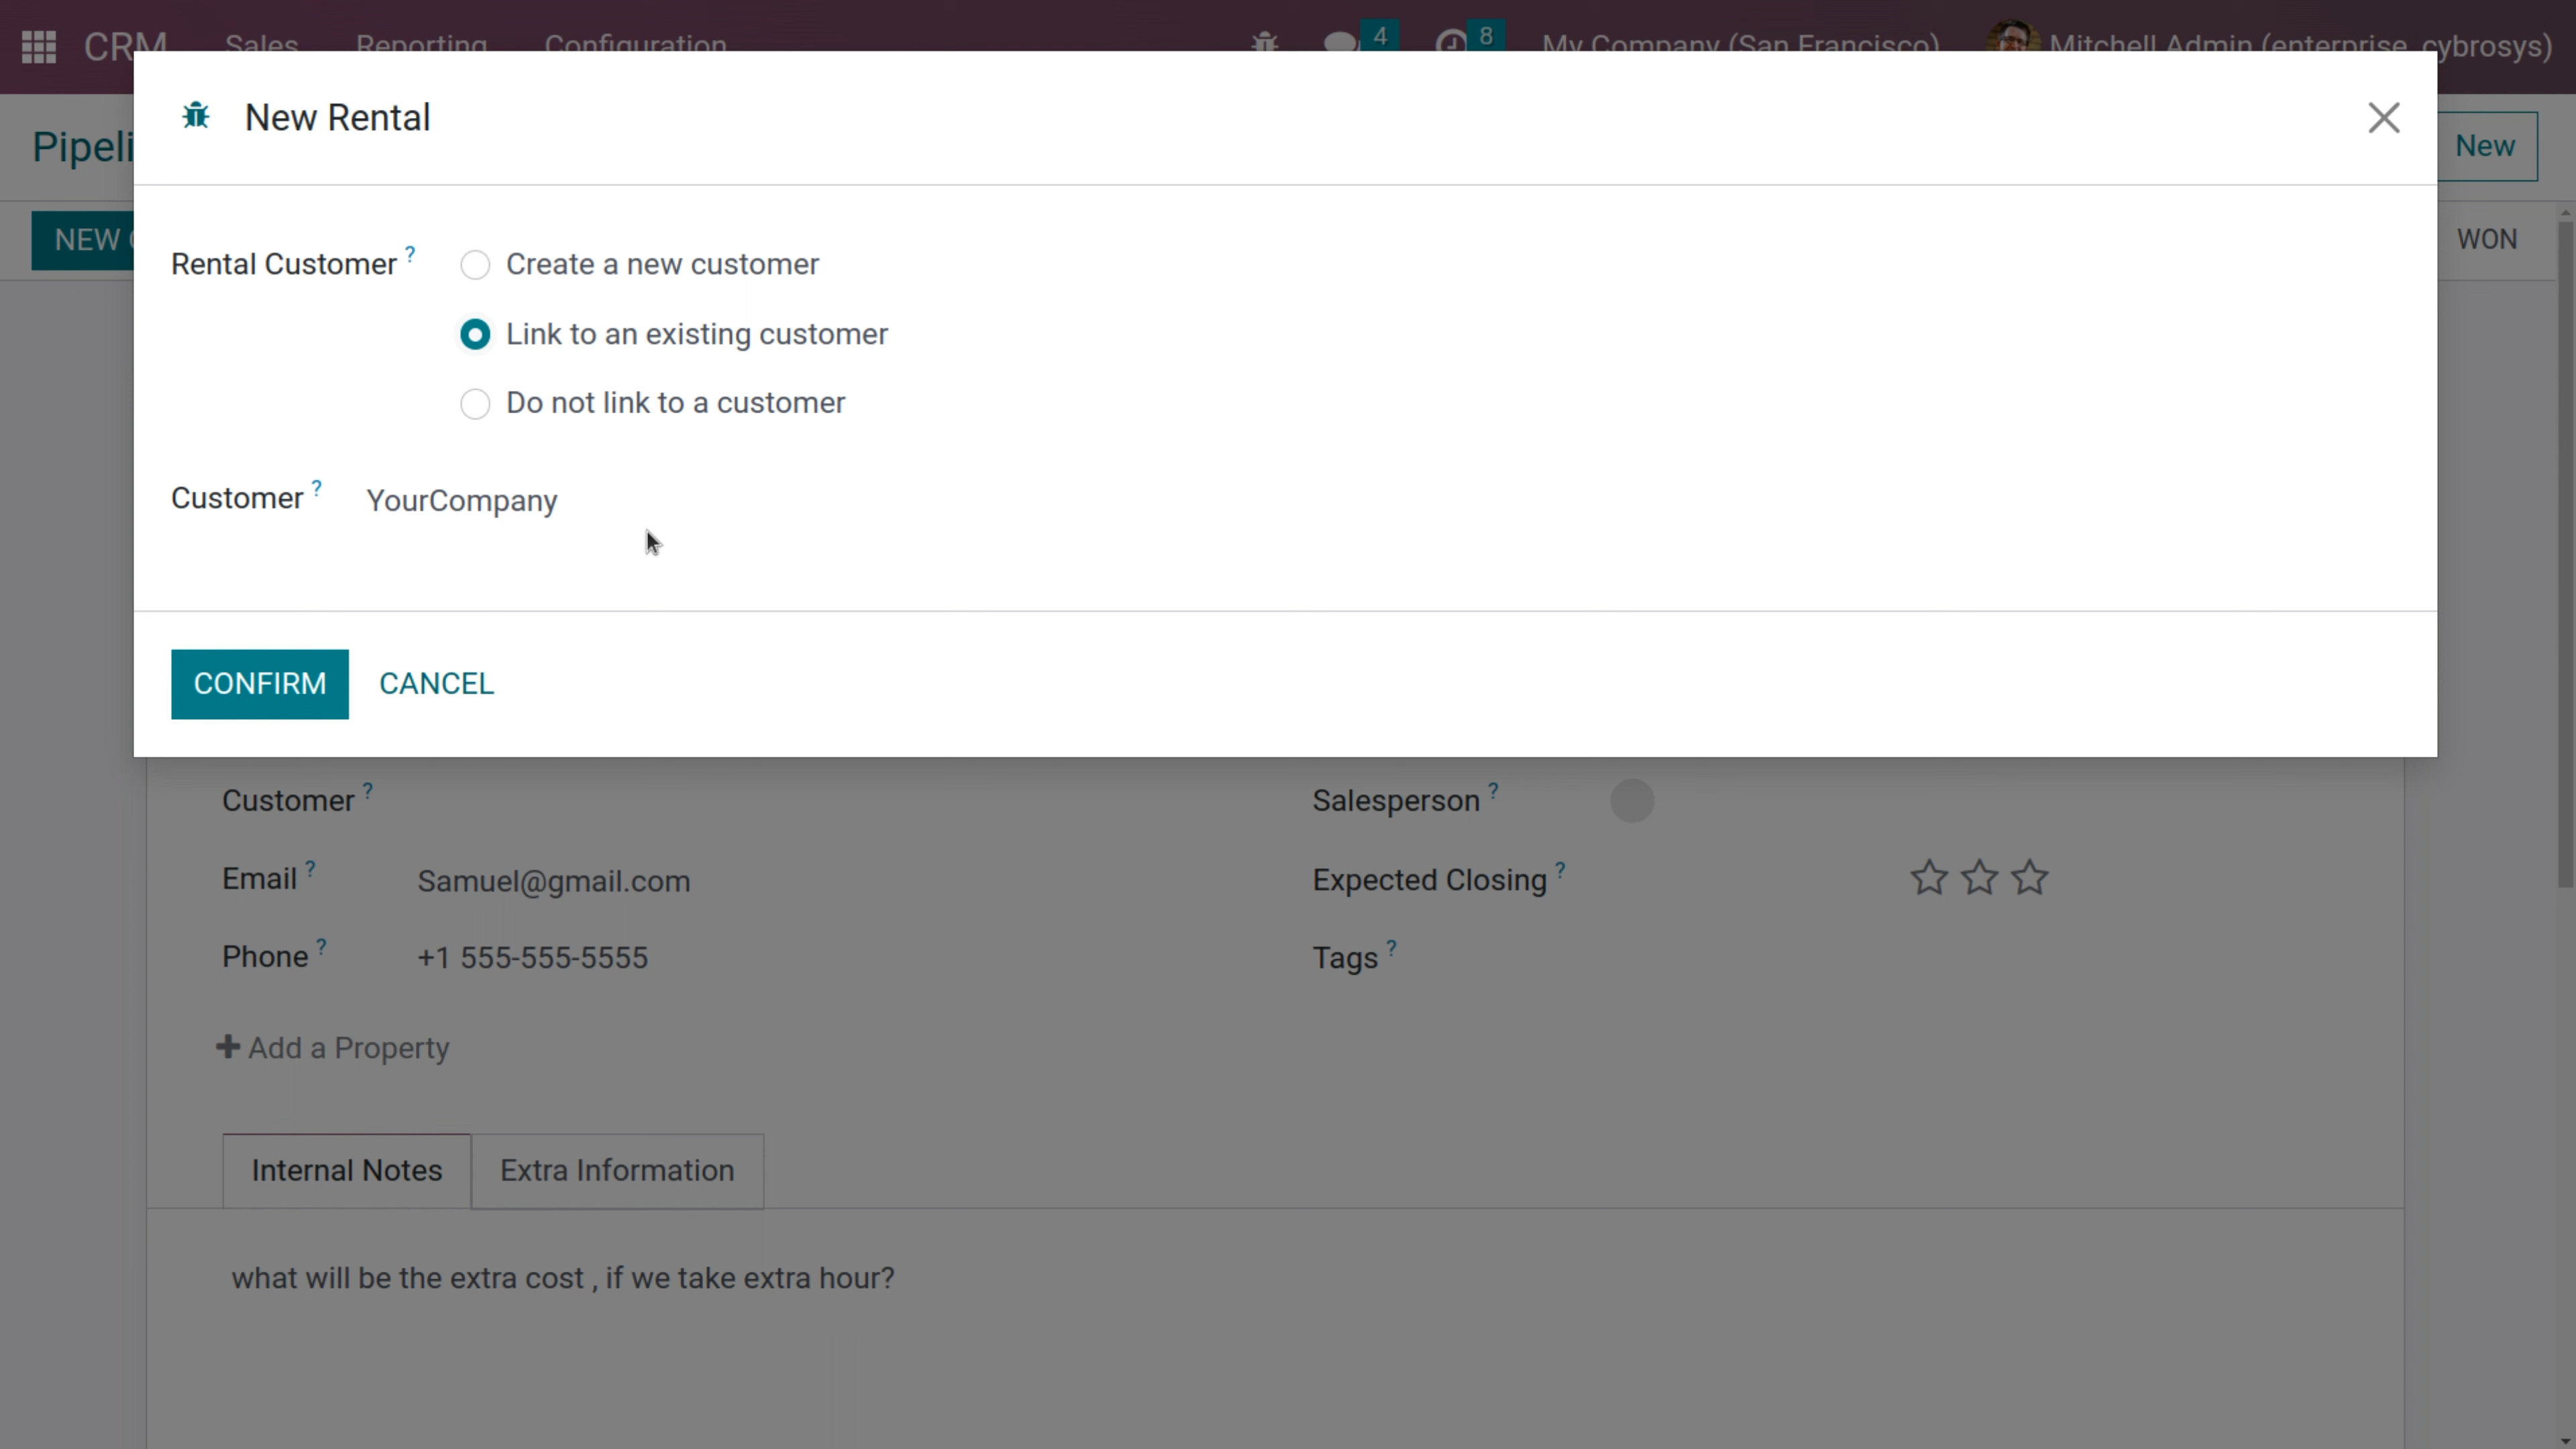 CRM Sales Reporting Configuration 4 8 My Company (San Francisco) Mitchell Admin (enterprise_cybrosys)
New Rental
New
NEW
WON
Rental Customer ? Create a new customer
Link to an existing customer
Do not link to a customer
Customer ? YourCompany
CONFIRM CANCEL
Customer ? Salesperson ?
Email ? Samuel@gmail.com Expected Closing ?
Phone ? +1 555-555-5555 Tags ?
Add a Property
Internal Notes Extra Information
what will be the extra cost , if we take extra hour?